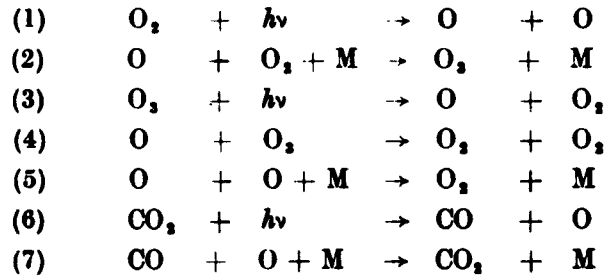 (1) O₂ + hν → O + O
(2) O + O₂ + M → O₃ + M
(3) O₃ + hν → O + O₂
(4) O + O₃ → O₂ + O₂
(5) O + O + M → O₂ + M
(6) CO₂ + hν → CO + O
(7) CO + O + M → CO₂ + M